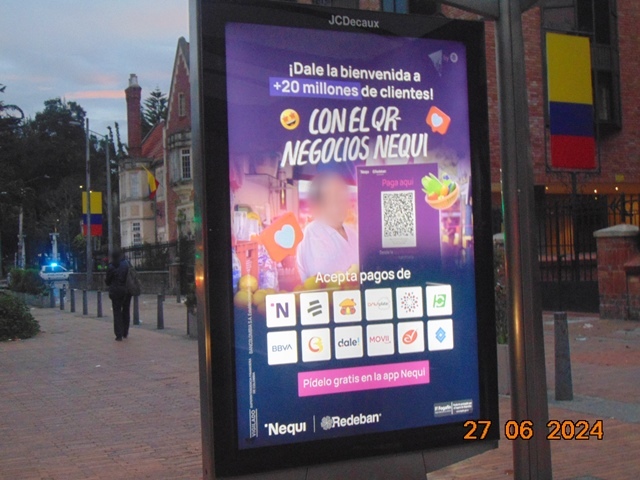 JCDecaux
¡Dale la bienvenida a
+20 millones de clientes!
CON EL QR-
NEGOCIOS NEQUI
Paga aquí
Acepta pagos de
N
BBVA
dale!
MOVII
Pídelo gratis en la app Nequi
Nequi
Redeban
VIGILADO
27 06 2024